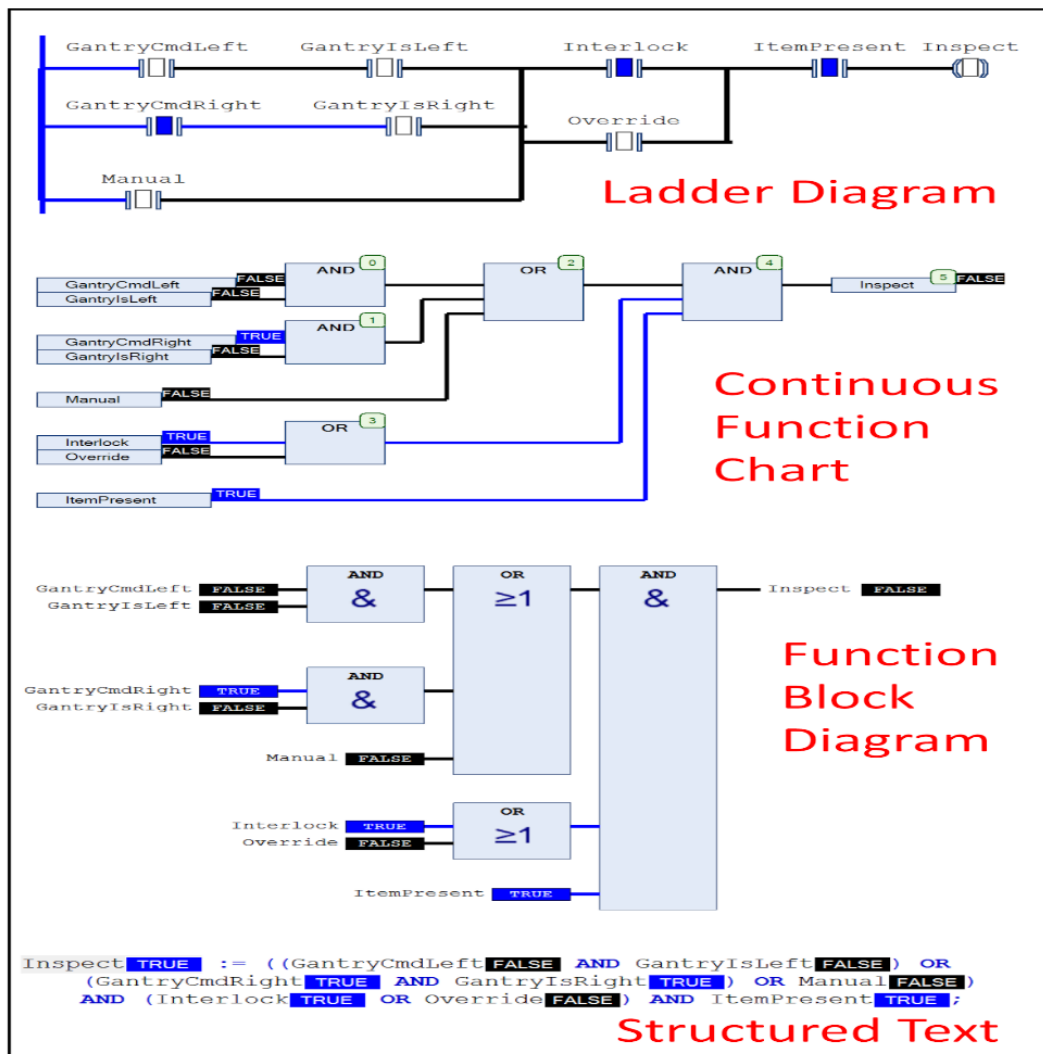 GantryCmdLeft GantryIsLeft Interlock ItemPresent Inspect
GantryCmdRight GantryIsRight
Override
Manual
Ladder Diagram
AND 0 OR 2 AND 4
GantryCmdLeft FALSE
GantryIsLeft FALSE
Inspect 5 FALSE
AND 1
GantryCmdRight TRUE
GantryIsRight FALSE
Manual FALSE
OR 3
Interlock TRUE
Override FALSE
ItemPresent TRUE
Continuous
Function
Chart
AND OR AND
GantryCmdLeft FALSE & ≥1 & Inspect FALSE
GantryIsLeft FALSE
AND
GantryCmdRight TRUE &
GantryIsRight FALSE
Manual FALSE
OR
Interlock TRUE ≥1
Override FALSE
ItemPresent TRUE
Function
Block
Diagram
Inspect TRUE := ((GantryCmdLeft FALSE AND GantryIsLeft FALSE) OR
(GantryCmdRight TRUE AND GantryIsRight TRUE) OR Manual FALSE)
AND (Interlock TRUE OR Override FALSE) AND ItemPresent TRUE;
Structured Text